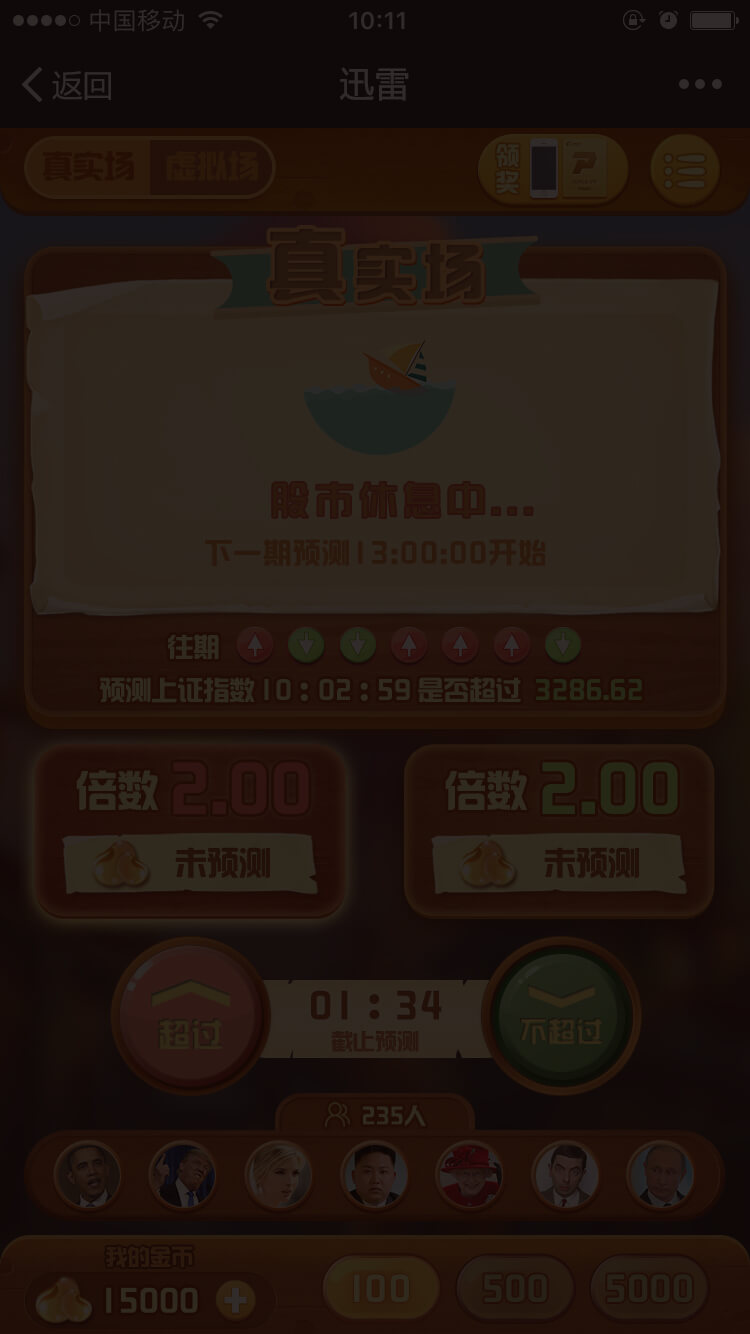 中国移动 10:11
返回 迅雷
真实场 虚拟场 领奖
真实场
股市休息中...
下一期预测13:00:00开始
往期
预测上证指数10:02:59是否超过 3286.62
倍数 2.00 倍数 2.00
未预测 未预测
超过 01:34 不超过
截止预测
235人
我的金币
15000 100 500 5000